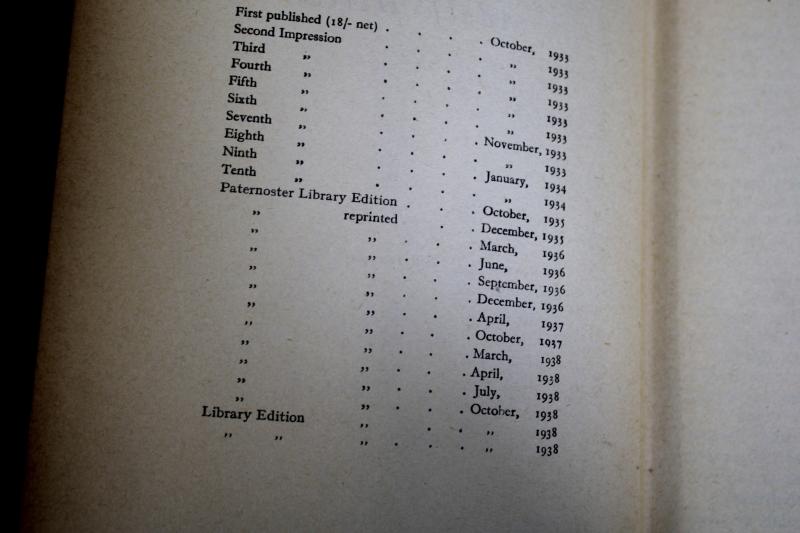 First published (18/- net) . . . . October, 1933
Second Impression . . . . „ 1933
Third „ . . . . „ 1933
Fourth „ . . . . „ 1933
Fifth „ . . . . „ 1933
Sixth „ . . . . „ 1933
Seventh „ . . . . November, 1933
Eighth „ . . . . „ 1933
Ninth „ . . . . January, 1934
Tenth „ . . . . „ 1934
Paternoster Library Edition . . . October, 1935
„ reprinted . . December, 1935
„ „ . . . March, 1936
„ „ . . . June, 1936
„ „ . . . September, 1936
„ „ . . . December, 1936
„ „ . . . April, 1937
„ „ . . . October, 1937
„ „ . . . March, 1938
„ „ . . . April, 1938
„ „ . . . July, 1938
„ „ . . . October, 1938
Library Edition „ . . „ 1938
„ „ „ . . . „ 1938